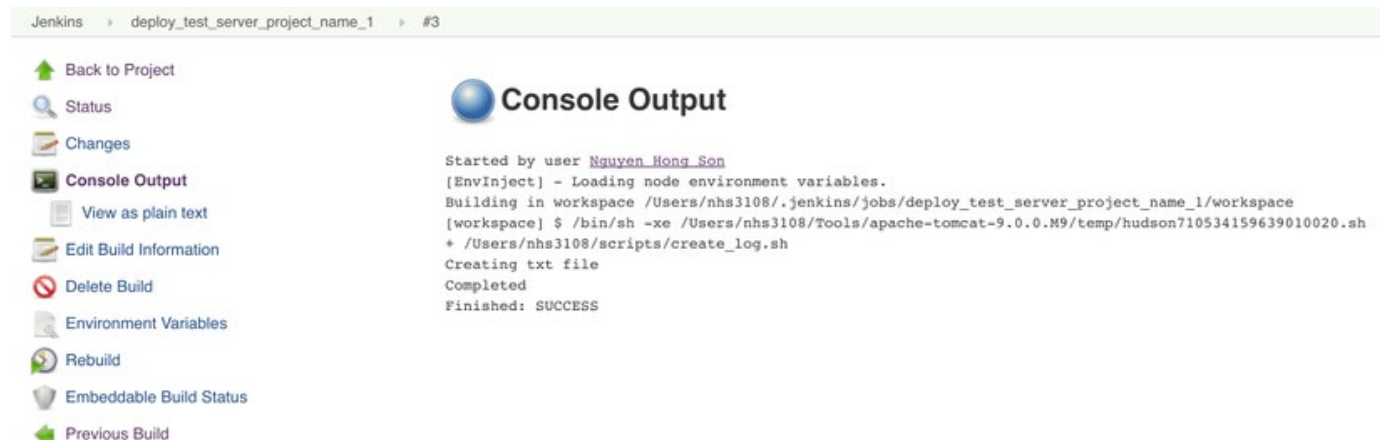 Jenkins › deploy_test_server_project_name_1 › #3
Back to Project
Status
Changes
Console Output
View as plain text
Edit Build Information
Delete Build
Environment Variables
Rebuild
Embeddable Build Status
Previous Build
Console Output
Started by user Nguyen Hong Son
[EnvInject] - Loading node environment variables.
Building in workspace /Users/nhs3108/.jenkins/jobs/deploy_test_server_project_name_1/workspace
[workspace] $ /bin/sh -xe /Users/nhs3108/Tools/apache-tomcat-9.0.0.M9/temp/hudson710534159639010020.sh
+ /Users/nhs3108/scripts/create_log.sh
Creating txt file
Completed
Finished: SUCCESS